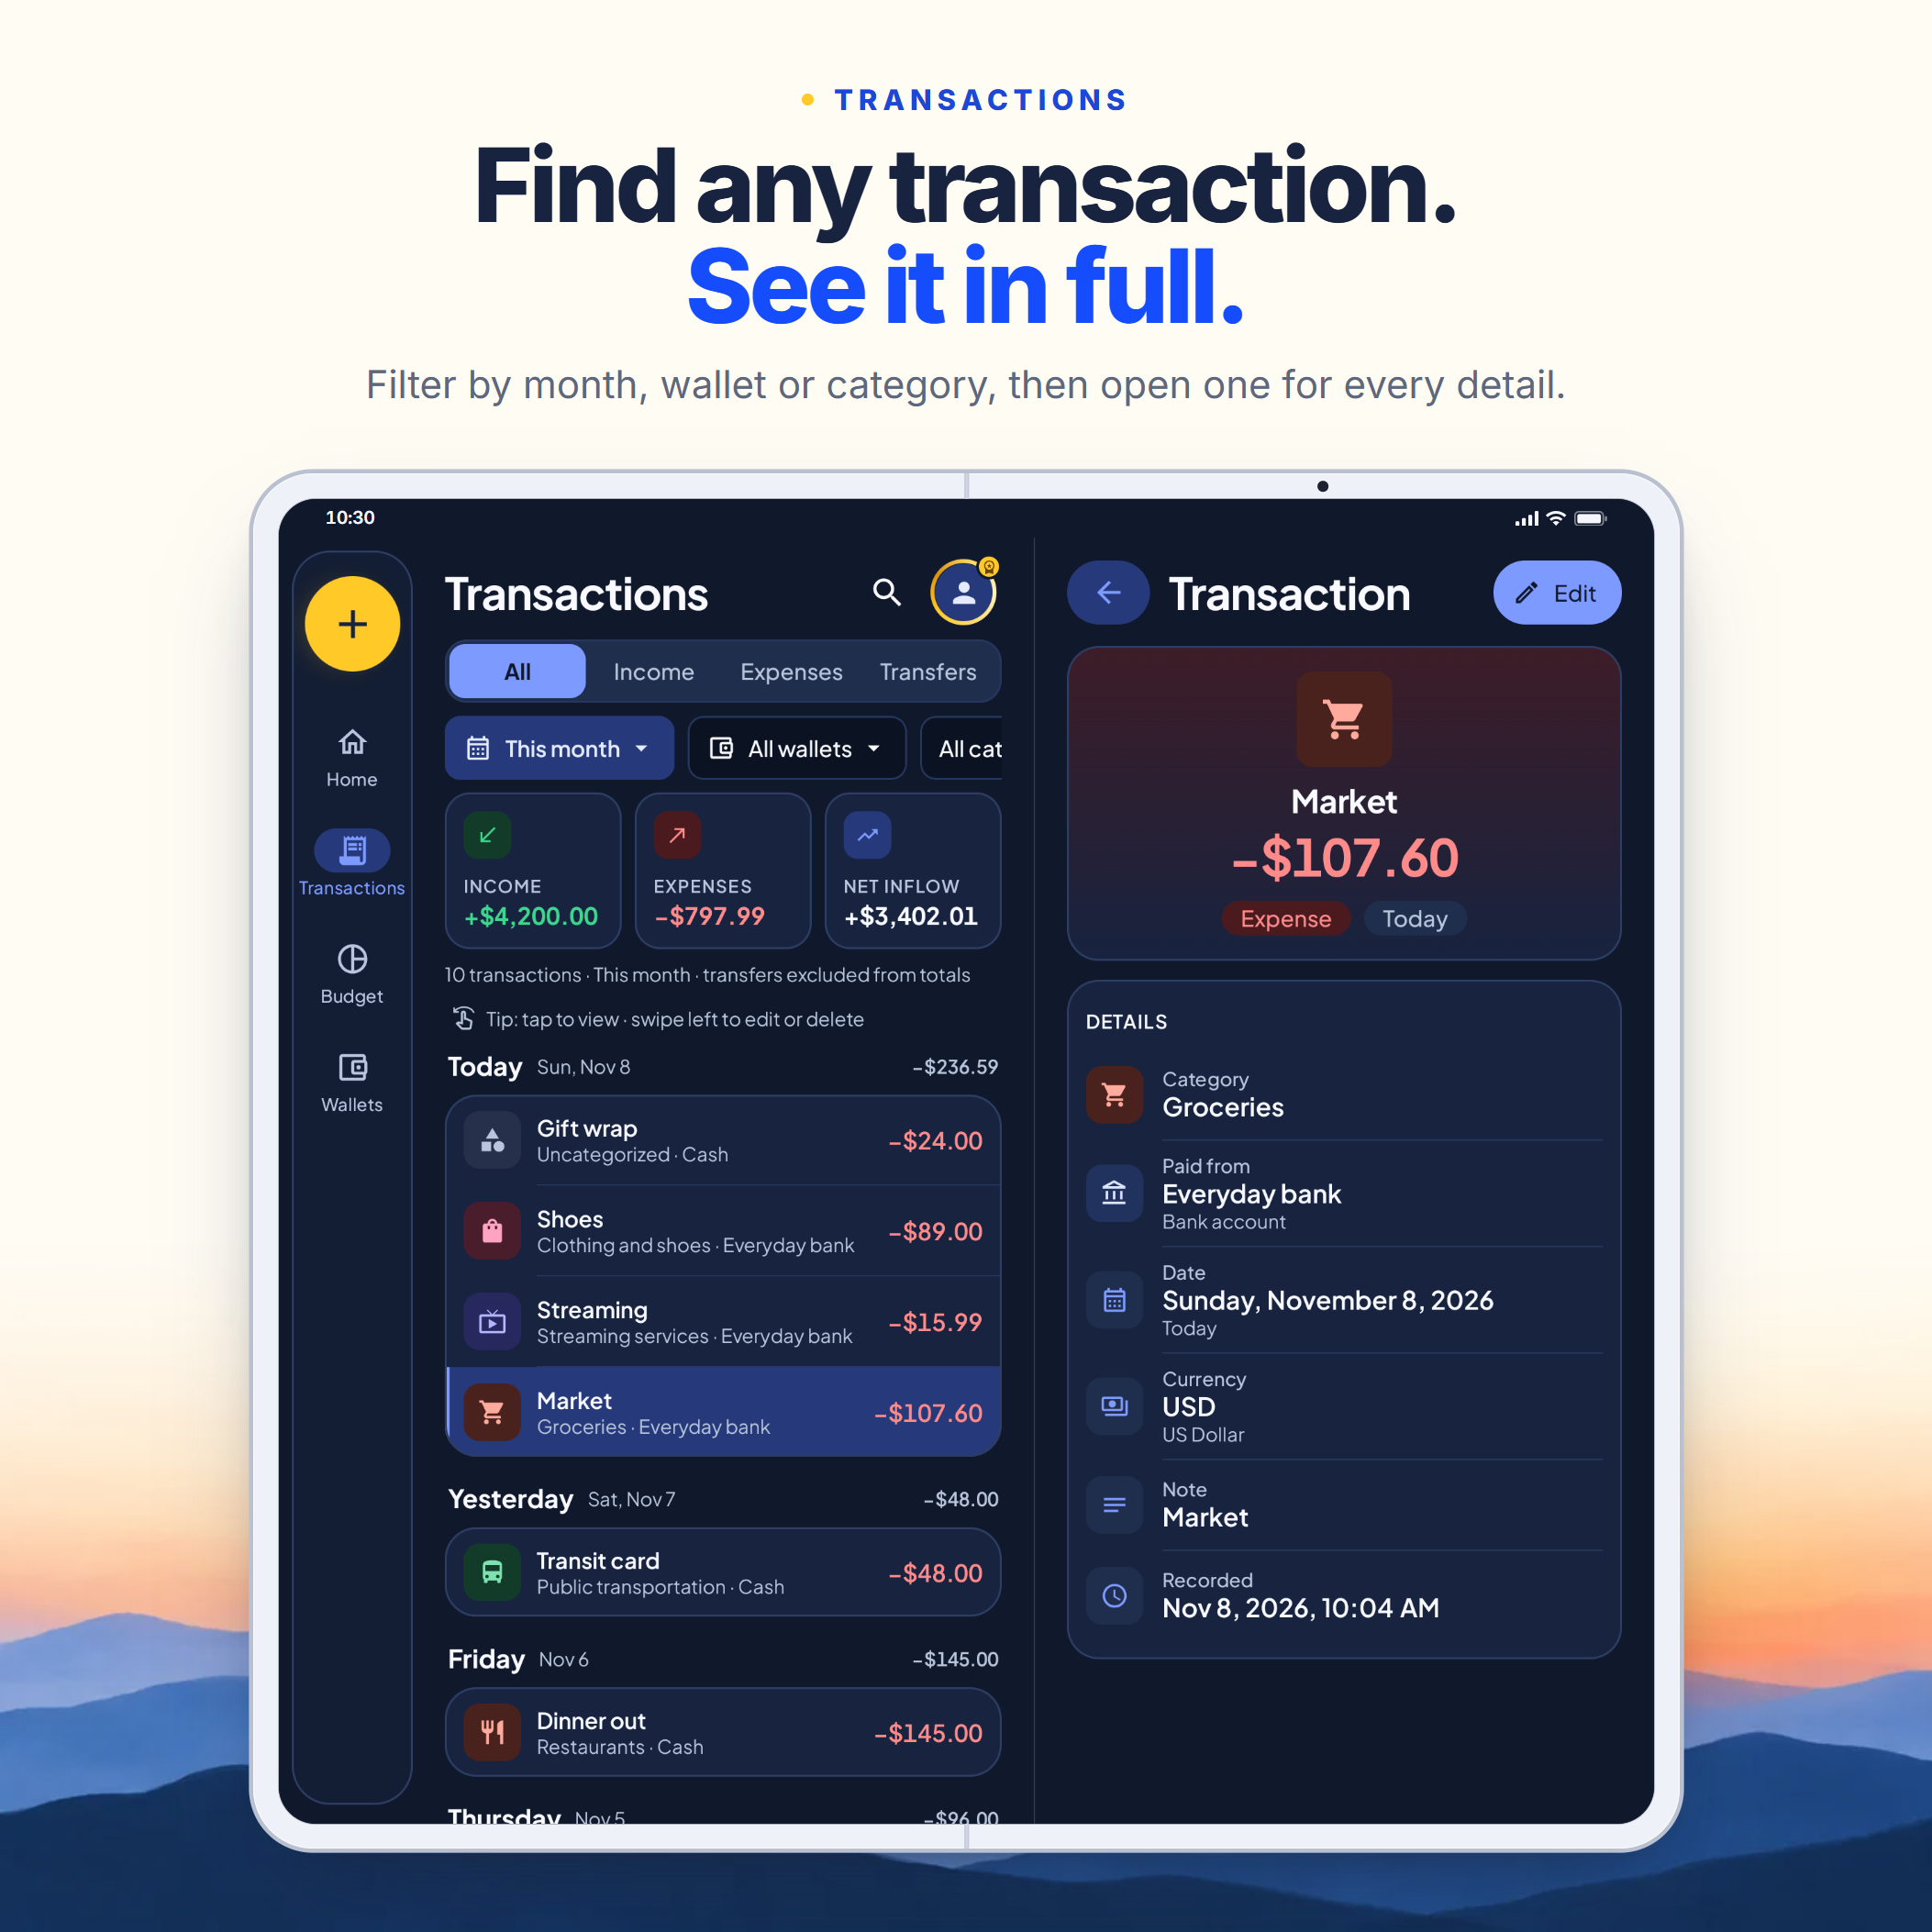 TRANSACTIONS
Find any transaction.
See it in full.
Filter by month, wallet or category, then open one for every detail.
10:30
Home
Transactions
Budget
Wallets
Transactions
All Income Expenses Transfers
This month All wallets All cat
INCOME
+$4,200.00
EXPENSES
-$797.99
NET INFLOW
+$3,402.01
10 transactions · This month · transfers excluded from totals
Tip: tap to view · swipe left to edit or delete
Today Sun, Nov 8 -$236.59
Gift wrap
Uncategorized · Cash
-$24.00
Shoes
Clothing and shoes · Everyday bank
-$89.00
Streaming
Streaming services · Everyday bank
-$15.99
Market
Groceries · Everyday bank
-$107.60
Yesterday Sat, Nov 7 -$48.00
Transit card
Public transportation · Cash
-$48.00
Friday Nov 6 -$145.00
Dinner out
Restaurants · Cash
-$145.00
Thursday Nov 5 -$96.00
Transaction
Edit
Market
-$107.60
Expense Today
DETAILS
Category
Groceries
Paid from
Everyday bank
Bank account
Date
Sunday, November 8, 2026
Today
Currency
USD
US Dollar
Note
Market
Recorded
Nov 8, 2026, 10:04 AM